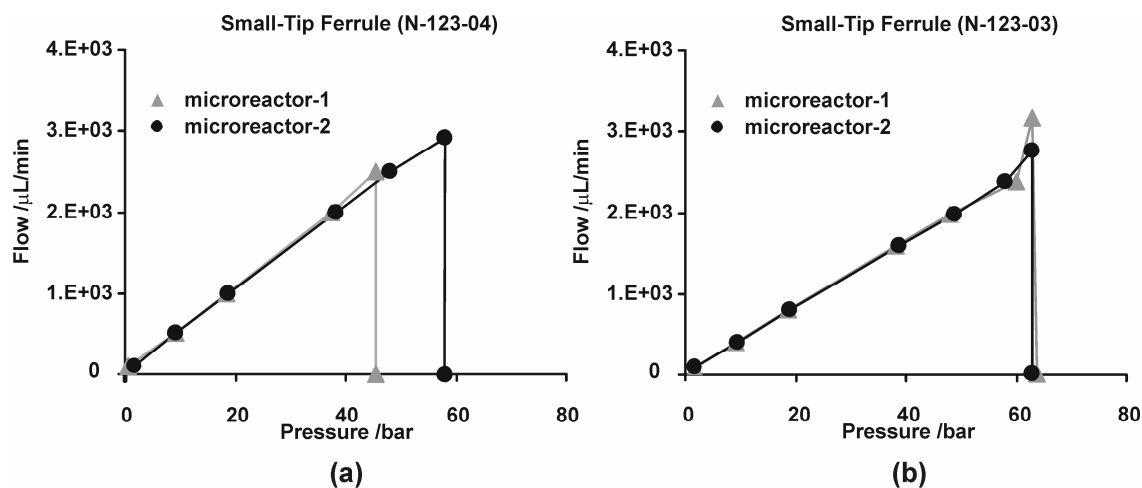 Small-Tip Ferrule (N-123-04)
4.E+03
3.E+03
2.E+03
1.E+03
0
Flow /μL/min
microreactor-1
microreactor-2
0 20 40 60 80
Pressure /bar
(a)
Small-Tip Ferrule (N-123-03)
4.E+03
3.E+03
2.E+03
1.E+03
0
Flow /μL/min
microreactor-1
microreactor-2
0 20 40 60 80
Pressure /bar
(b)